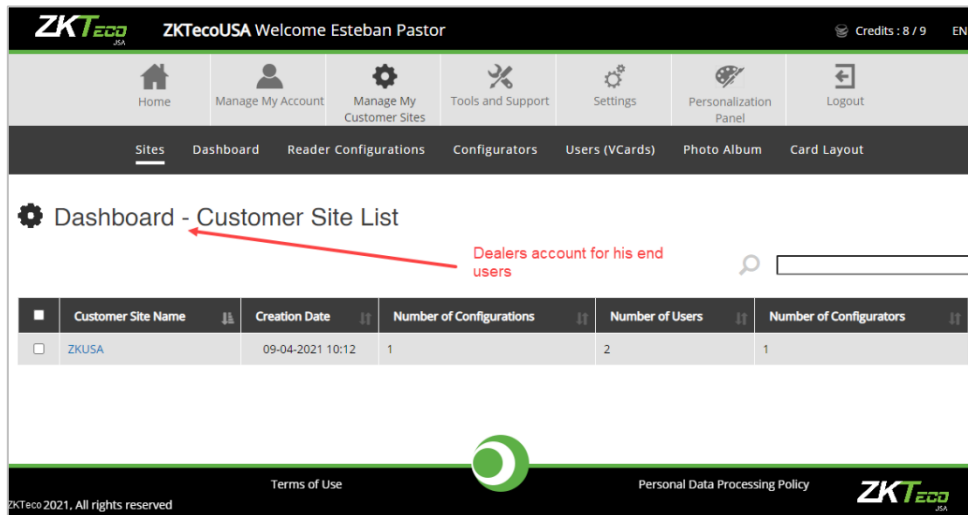 ZKTeco
USA
ZKTecoUSA Welcome Esteban Pastor
Credits : 8 / 9
EN
Home
Manage My Account
Manage My
Customer Sites
Tools and Support
Settings
Personalization
Panel
Logout
Sites
Dashboard
Reader Configurations
Configurators
Users (VCards)
Photo Album
Card Layout
Dashboard - Customer Site List
Dealers account for his end
users
Customer Site Name
Creation Date
Number of Configurations
Number of Users
Number of Configurators
ZKUSA
09-04-2021 10:12
1
2
1
Terms of Use
Personal Data Processing Policy
ZKTeco 2021, All rights reserved
ZKTeco
USA